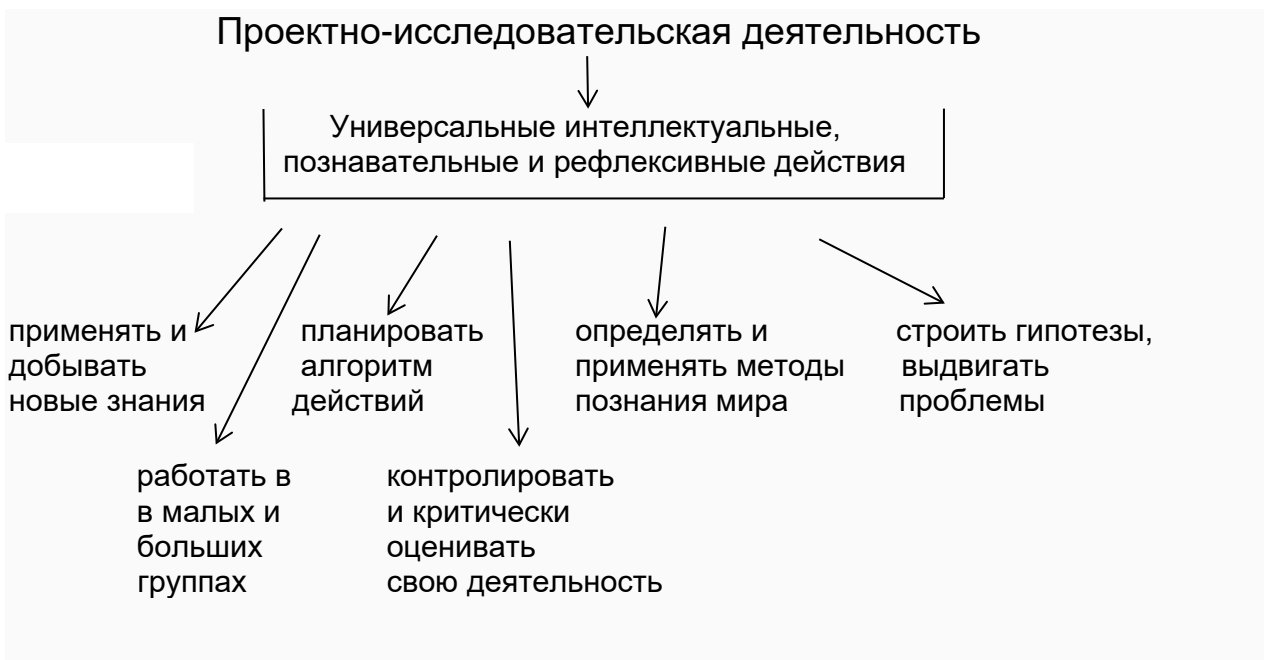 Проектно-исследовательская деятельность
Универсальные интеллектуальные,
познавательные и рефлексивные действия
применять и
добывать
новые знания
планировать
алгоритм
действий
определять и
применять методы
познания мира
строить гипотезы,
выдвигать
проблемы
работать в
в малых и
больших
группах
контролировать
и критически
оценивать
свою деятельность